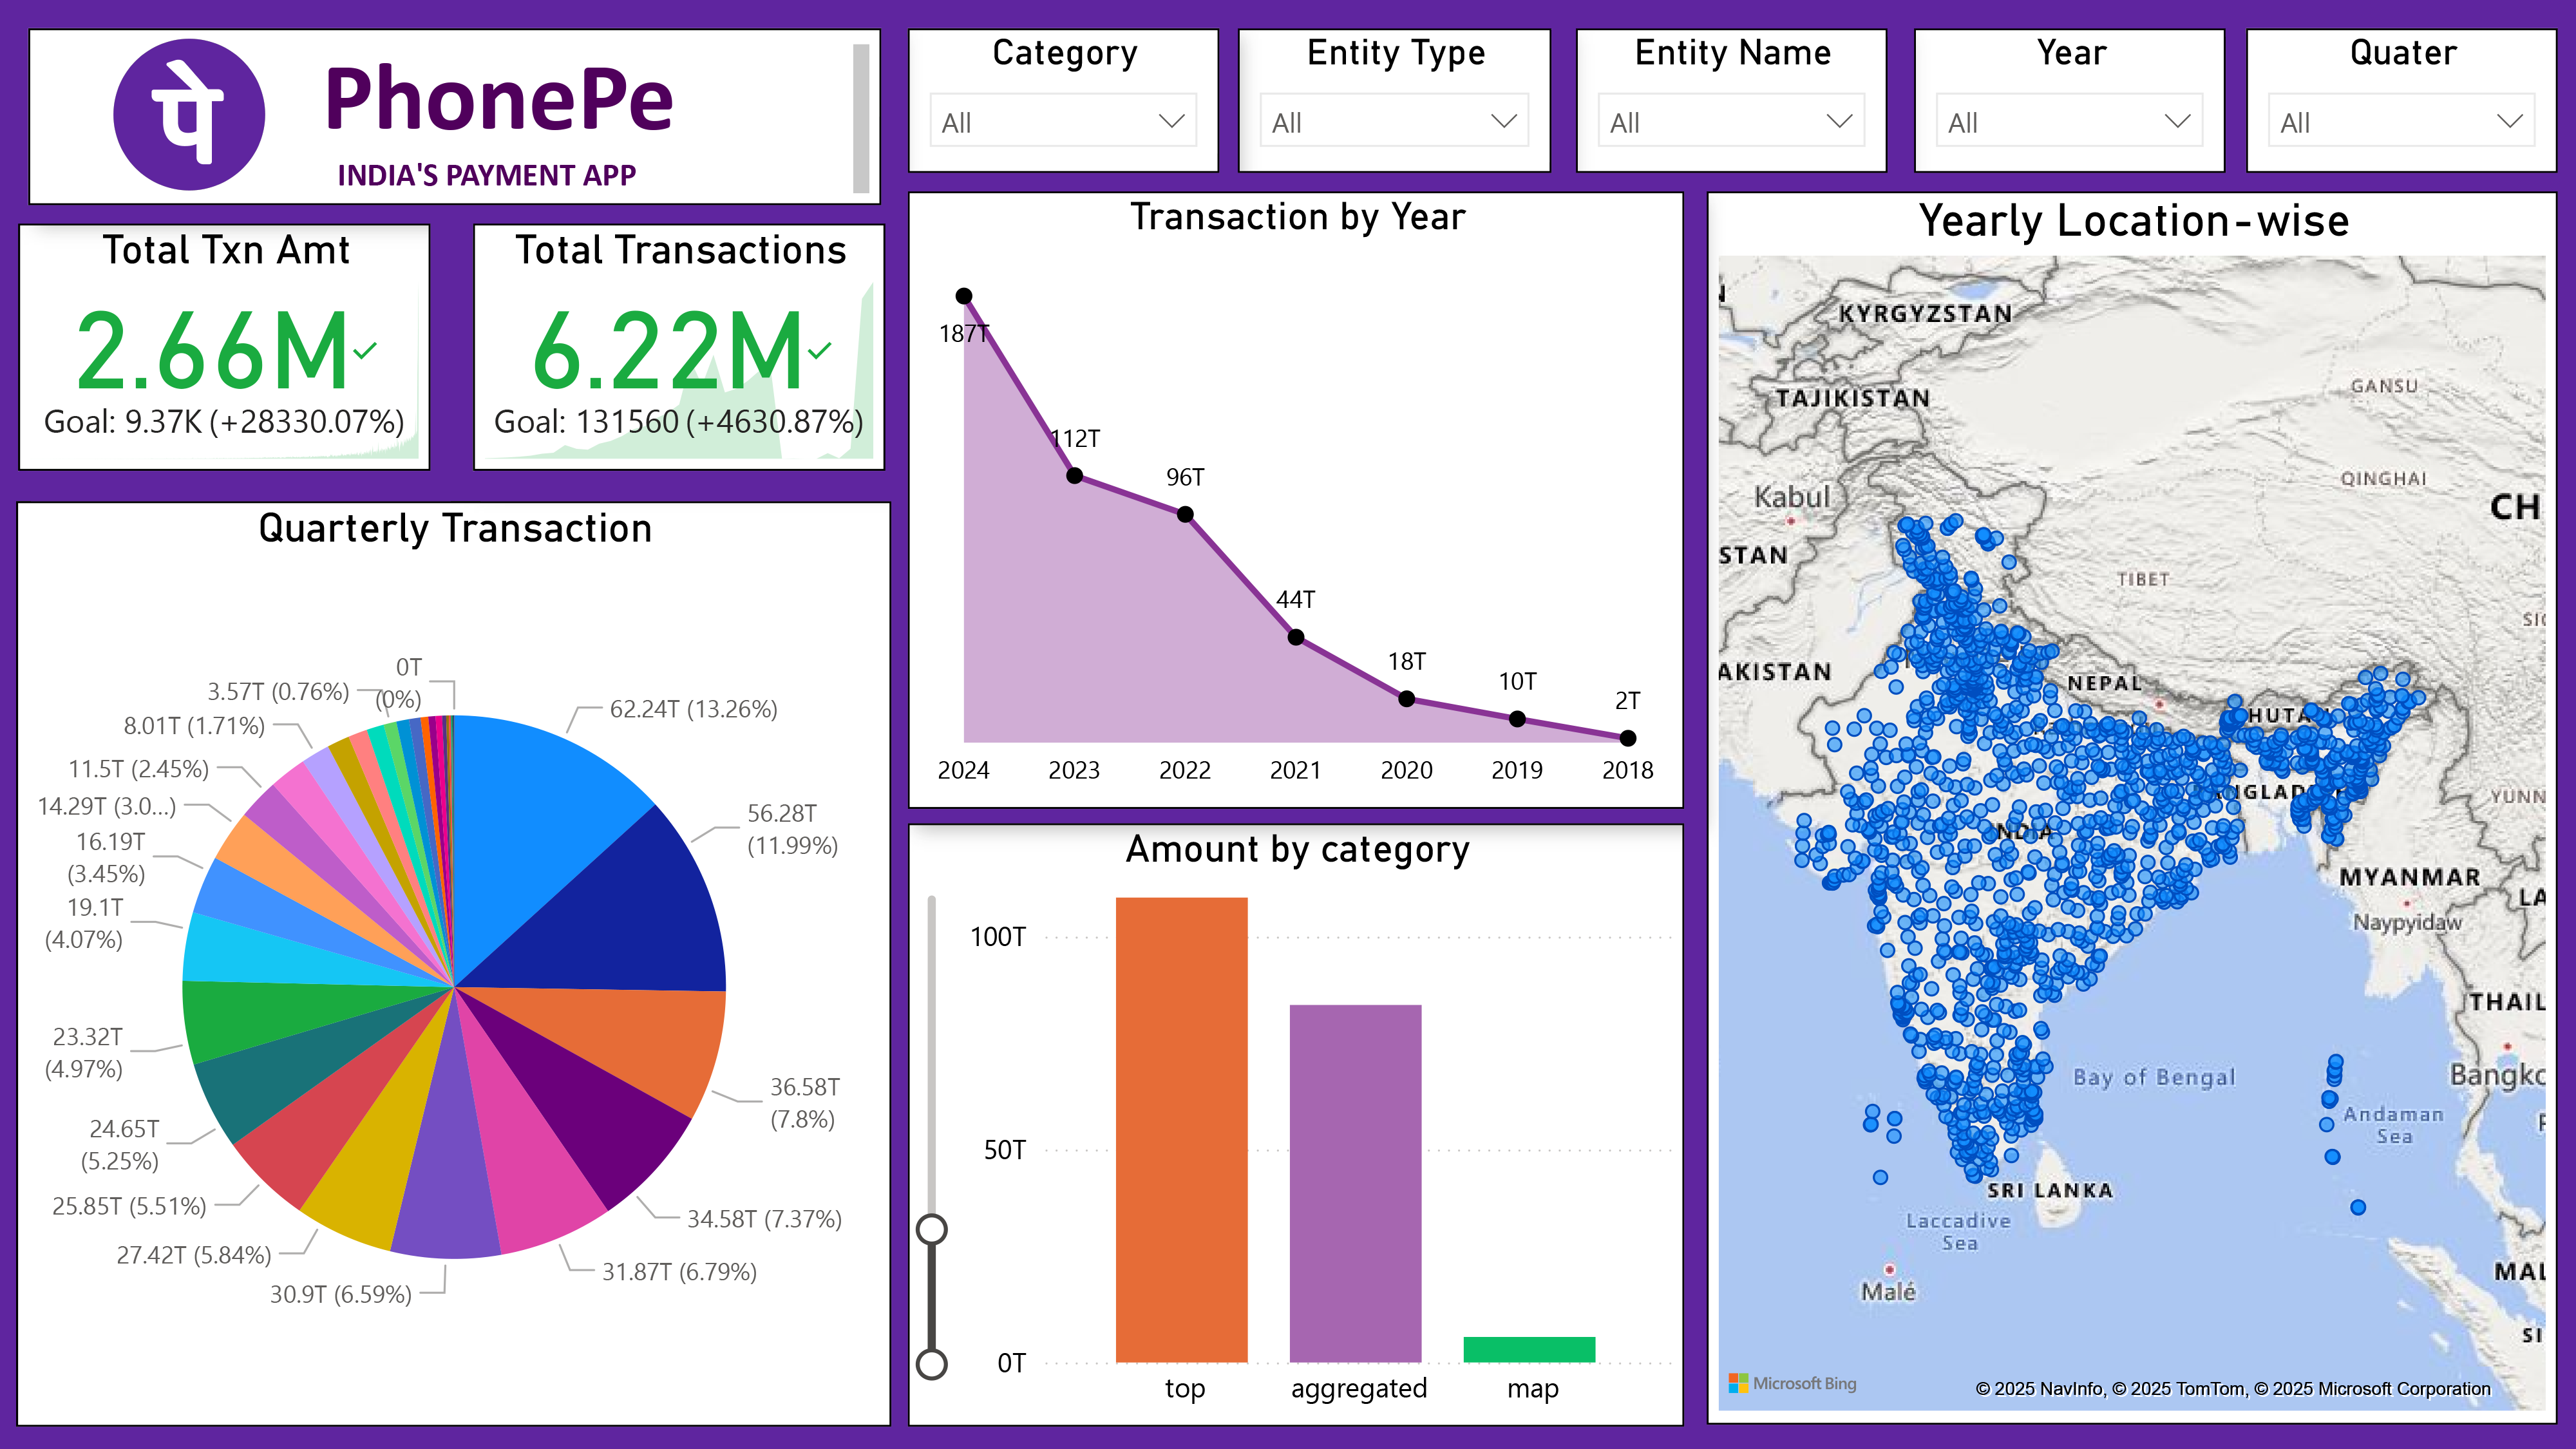 पे
PhonePe
INDIA'S PAYMENT APP
Category
All
Entity Type
All
Entity Name
All
Year
All
Quater
All
Total Txn Amt
2.66M
Goal: 9.37K (+28330.07%)
Total Transactions
6.22M
Goal: 131560 (+4630.87%)
Quarterly Transaction
0T
(0%)
3.57T (0.76%)
8.01T (1.71%)
11.5T (2.45%)
14.29T (3.0...)
16.19T
(3.45%)
19.1T
(4.07%)
23.32T
(4.97%)
24.65T
(5.25%)
25.85T (5.51%)
27.42T (5.84%)
30.9T (6.59%)
62.24T (13.26%)
56.28T
(11.99%)
36.58T
(7.8%)
34.58T (7.37%)
31.87T (6.79%)
Transaction by Year
187T
112T
96T
44T
18T
10T
2T
2024 2023 2022 2021 2020 2019 2018
Amount by category
100T
50T
0T
top aggregated map
Yearly Location-wise
KYRGYZSTAN
TAJIKISTAN
GANSU
QINGHAI
Kabul
CH
STAN
TIBET
SIC
AKISTAN
NEPAL
HUTA
NGLAD
YUNN
NDIA
MYANMAR
LA
Naypyidaw
THAIL
Bay of Bengal
Bangko
Andaman
Sea
SRI LANKA
Laccadive
Sea
MAL
Malé
SI
Microsoft Bing
© 2025 NavInfo, © 2025 TomTom, © 2025 Microsoft Corporation